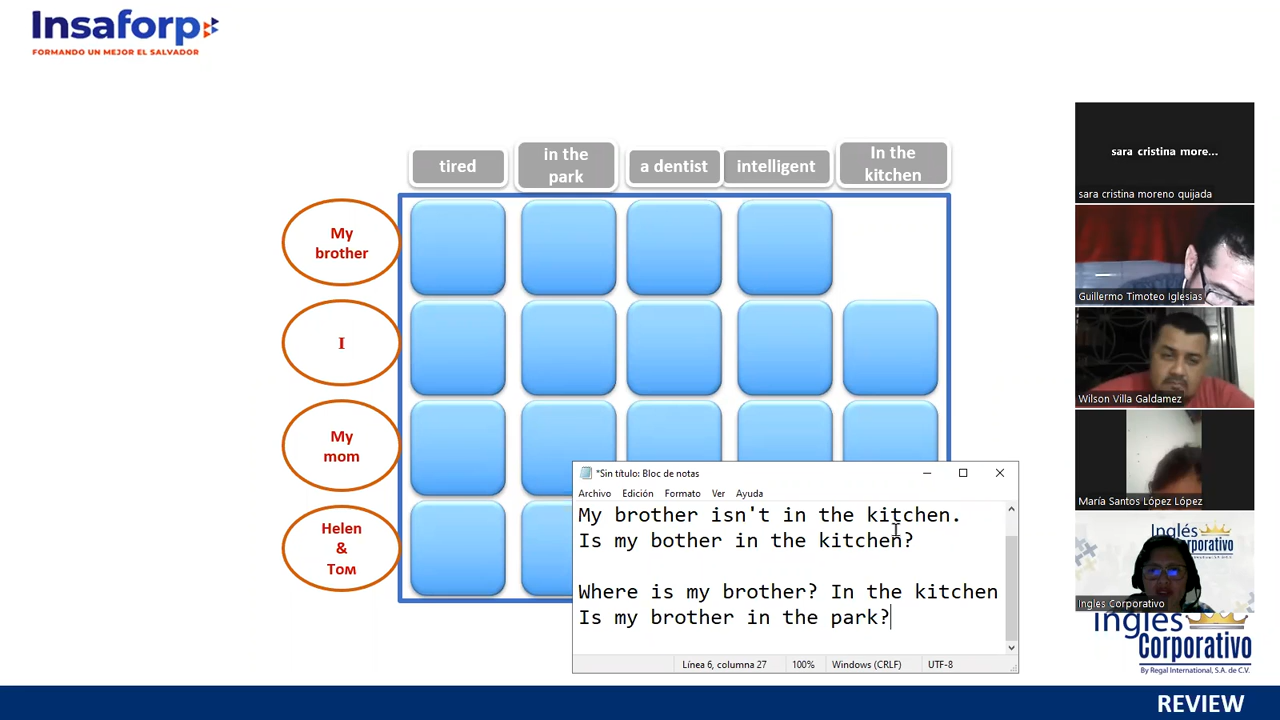 Insaforp
FORMANDO UN MEJOR EL SALVADOR
tired
in the
park
a dentist
intelligent
In the
kitchen
My
brother
I
My
mom
Helen
&
Tom
*Sin título: Bloc de notas
Archivo Edición Formato Ver Ayuda
My brother isn't in the kitchen.
Is my bother in the kitchen?
Where is my brother? In the kitchen
Is my brother in the park?
Línea 6, columna 27 100% Windows (CRLF) UTF-8
sara cristina more...
sara cristina moreno quijada
Guillermo Timoteo Iglesias
Wilson Villa Galdamez
María Santos López López
Inglés
Corporativo
Ingles Corporativo
Inglés
Corporativo
By Regal International, S.A. de C.V.
REVIEW